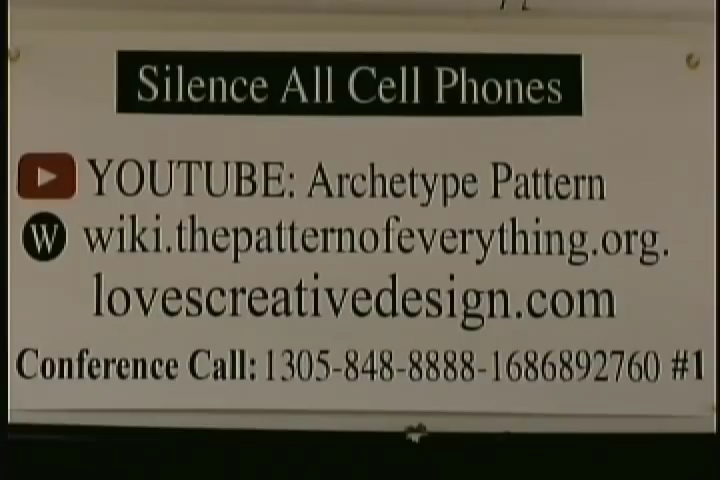 Silence All Cell Phones
YOUTUBE: Archetype Pattern
W wiki.thepatternofeverything.org.
lovescreativedesign.com
Conference Call: 1305-848-8888-1686892760 #1